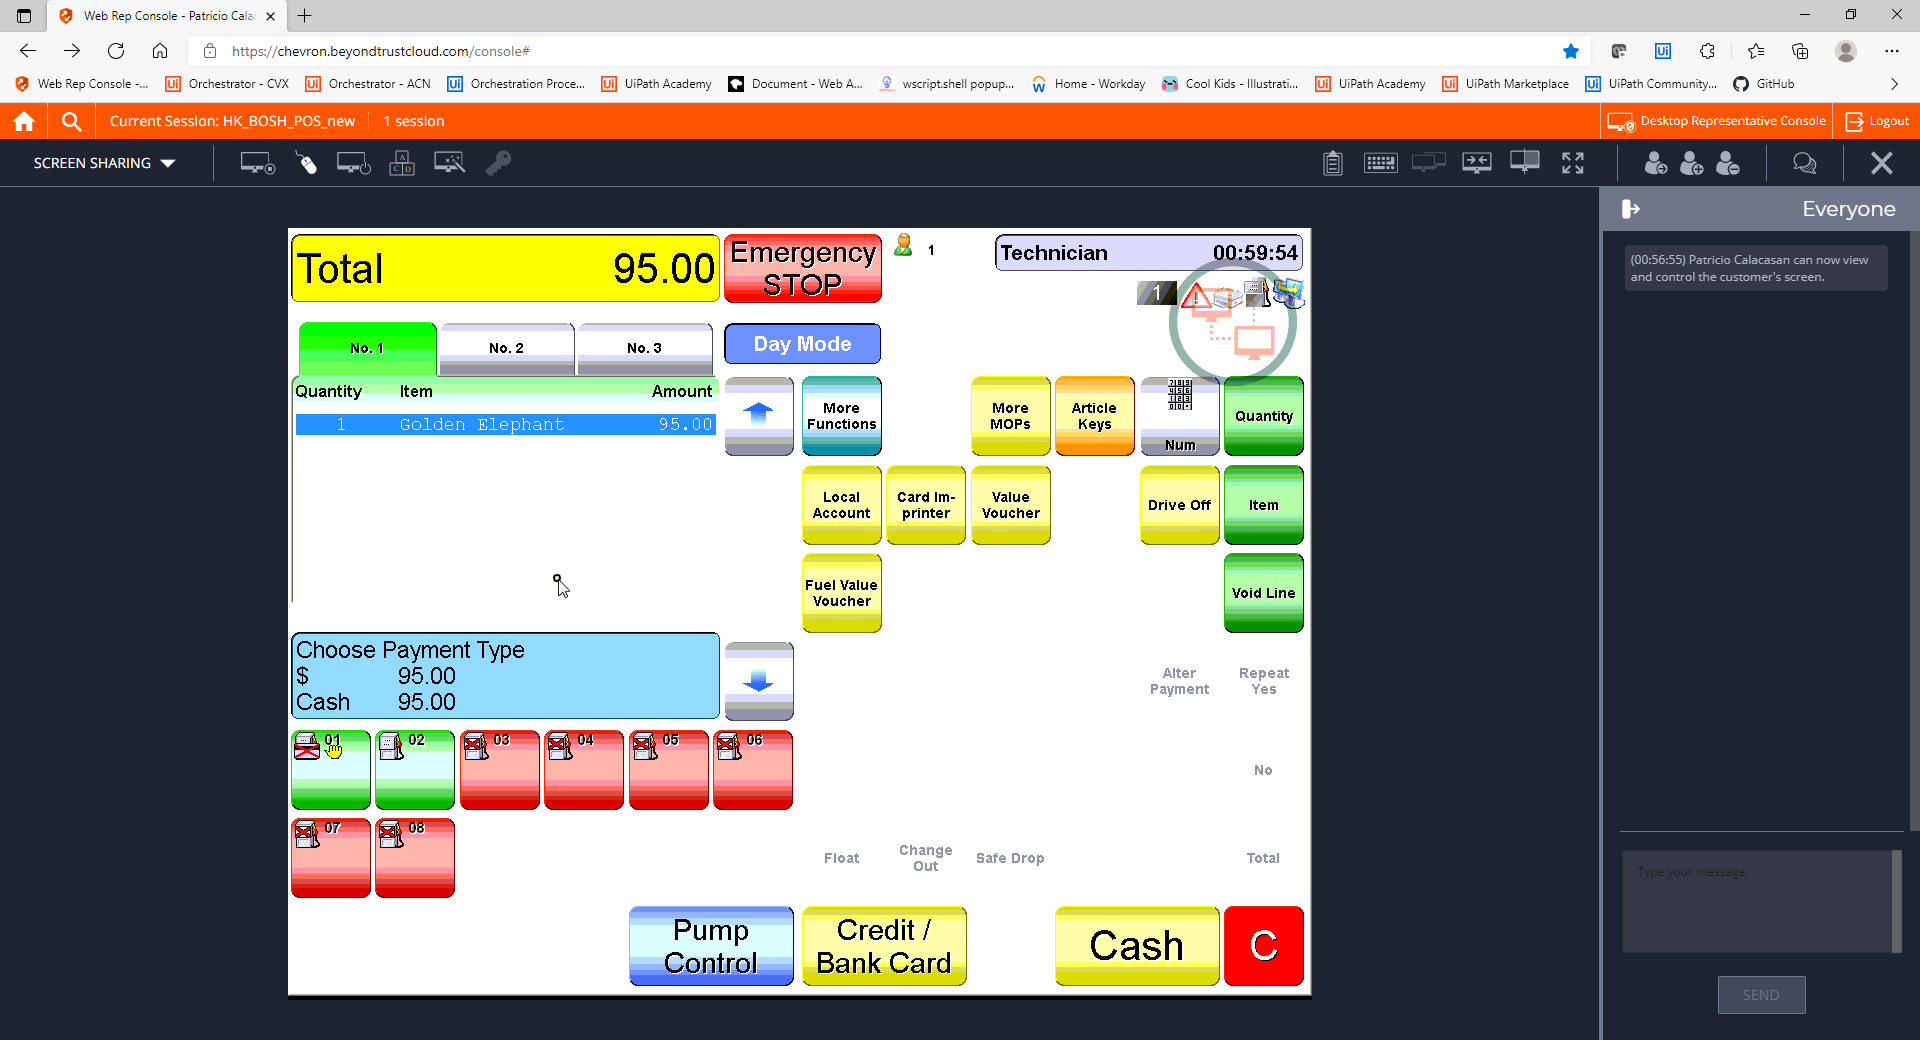 Web Rep Console - Patricio Cala
https://chevron.beyondtrustcloud.com/console#
Web Rep Console -...
Orchestrator - CVX
Orchestrator - ACN
Orchestration Proce...
UiPath Academy
Document - Web A...
wscript.shell popup...
Home - Workday
Cool Kids - Illustrati...
UiPath Academy
UiPath Marketplace
UiPath Community...
GitHub
Current Session: HK_BOSH_POS_new
1 session
Desktop Representative Console
Logout
SCREEN SHARING
Everyone
(00:56:55) Patricio Calacasan can now view
and control the customer's screen.
Total 95.00
Emergency
STOP
1
Technician 00:59:54
1
No. 1
No. 2
No. 3
Day Mode
Quantity Item Amount
1 Golden Elephant 95.00
More
Functions
More
MOPs
Article
Keys
Num
Quantity
Local
Account
Card Im-
printer
Value
Voucher
Drive Off
Item
Fuel Value
Voucher
Void Line
Choose Payment Type
$ 95.00
Cash 95.00
Alter
Payment
Repeat
Yes
01
02
03
04
05
06
No
07
08
Float
Change
Out
Safe Drop
Total
Type your message
Pump
Control
Credit /
Bank Card
Cash
C
SEND